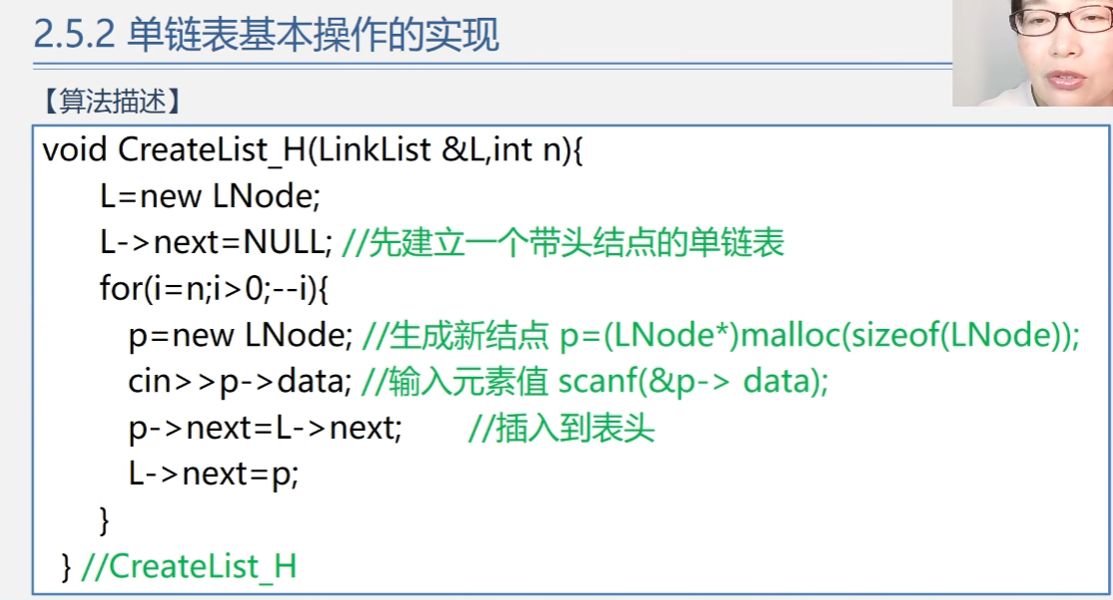 2.5.2 单链表基本操作的实现
【算法描述】
void CreateList_H(LinkList &L,int n){
L=new LNode;
L->next=NULL; //先建立一个带头结点的单链表
for(i=n;i>0;--i){
p=new LNode; //生成新结点 p=(LNode*)malloc(sizeof(LNode));
cin>>p->data; //输入元素值 scanf(&p-> data);
p->next=L->next; //插入到表头
L->next=p;
}
} //CreateList_H